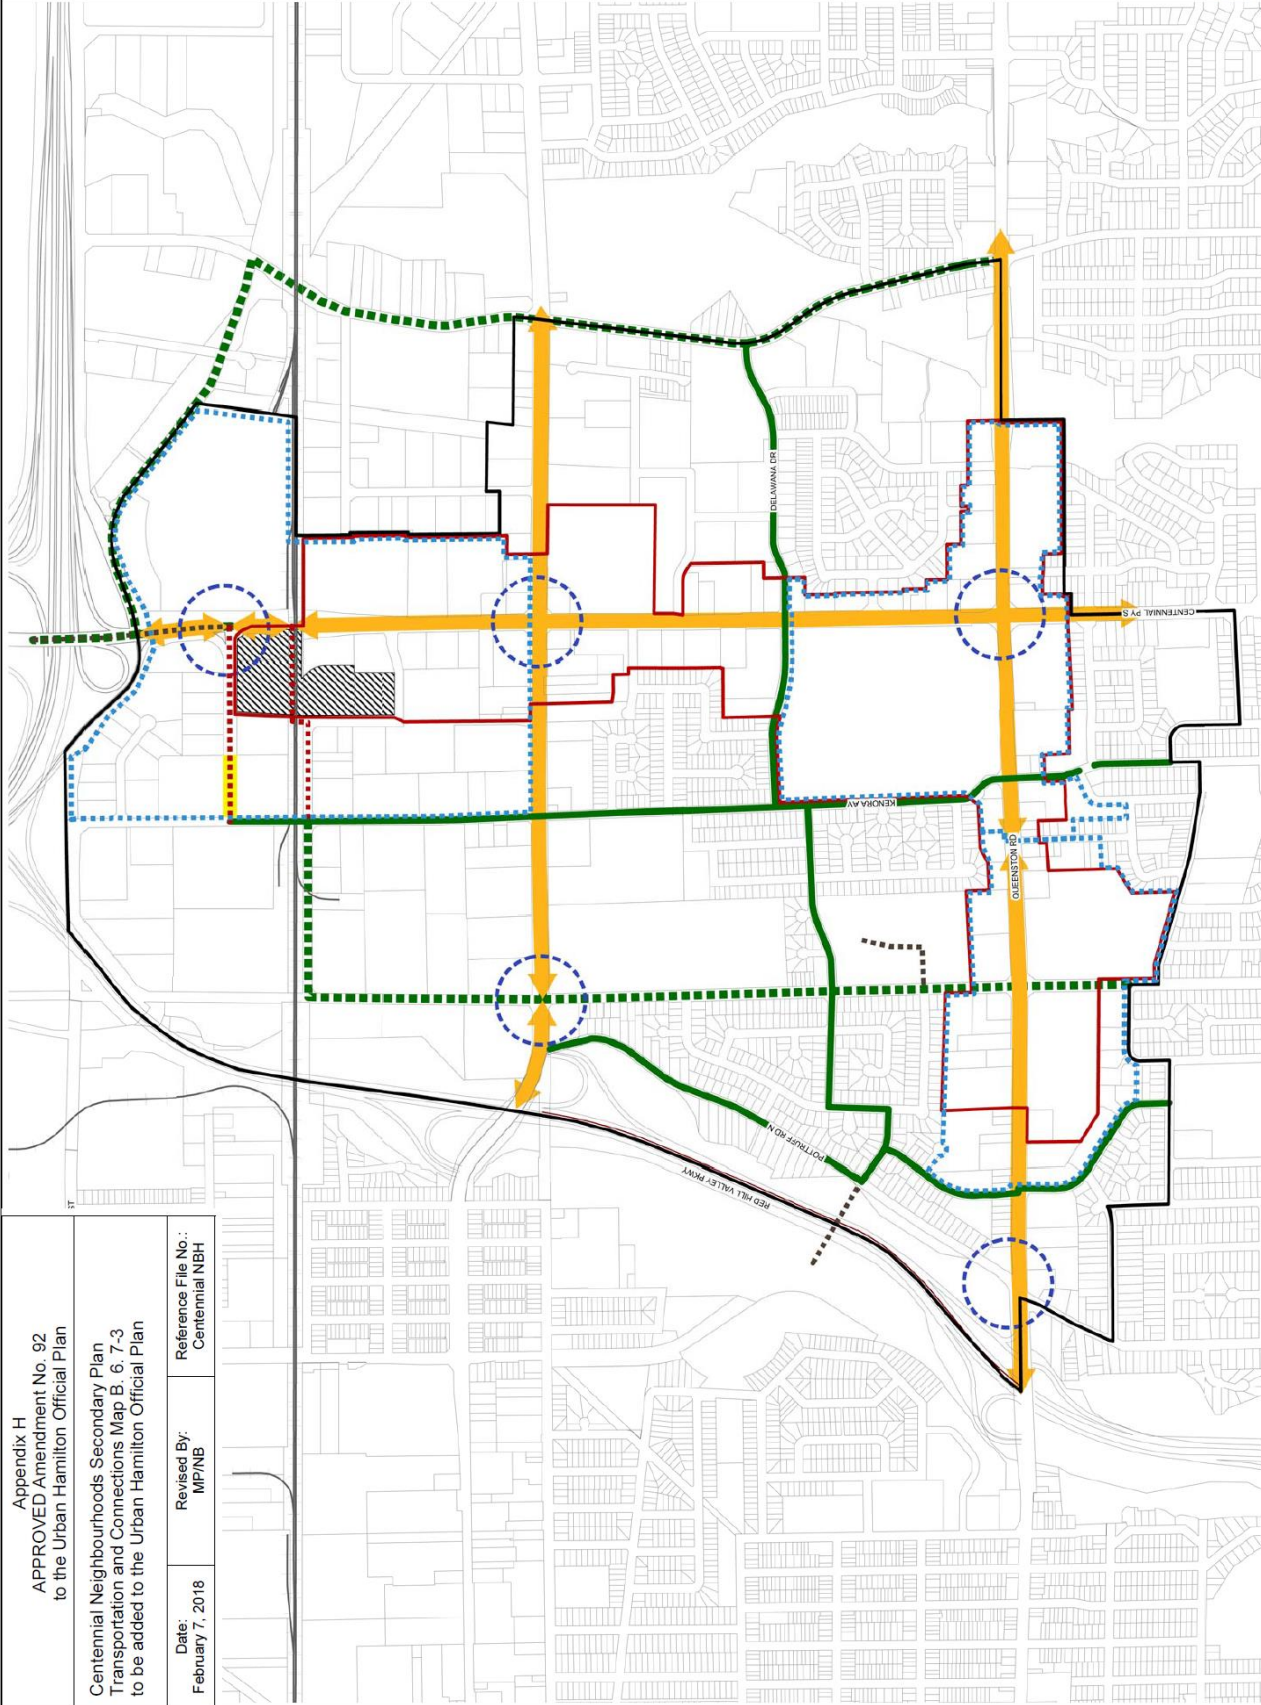 Appendix H
APPROVED Amendment No. 92
to the Urban Hamilton Official Plan
Centennial Neighbourhoods Secondary Plan
Transportation and Connections Map B. 6. 7-3
to be added to the Urban Hamilton Official Plan
Date:
February 7, 2018
Revised By:
MP/NB
Reference File No.:
Centennial NBH
DELAWANA DR
CENTENNIAL PY S
KENORA AV
QUEENSTON RD
POTTRUFF RD N
RED HILL VALLEY PKWY
ST